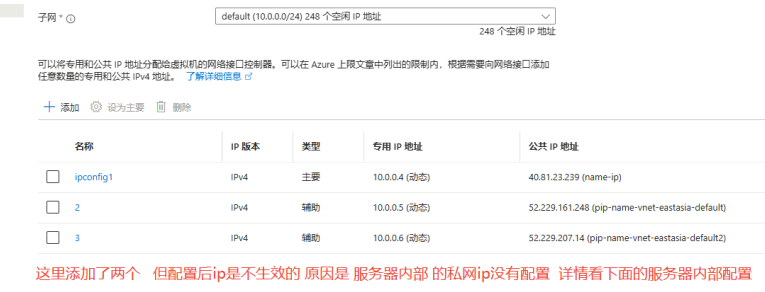 子网 * default (10.0.0.0/24) 248 个空闲 IP 地址
248 个空闲 IP 地址
可以将专用和公共 IP 地址分配给虚拟机的网络接口控制器。可以在 Azure 上限文章中列出的限制内，根据需要向网络接口添加
任意数量的专用和公共 IPv4 地址。 了解详细信息
添加 设为主要 删除
名称 IP 版本 类型 专用 IP 地址 公共 IP 地址
ipconfig1 IPv4 主要 10.0.0.4 (动态) 40.81.23.239 (name-ip)
2 IPv4 辅助 10.0.0.5 (动态) 52.229.161.248 (pip-name-vnet-eastasia-default)
3 IPv4 辅助 10.0.0.6 (动态) 52.229.207.14 (pip-name-vnet-eastasia-default2)
这里添加了两个 但配置后ip是不生效的 原因是 服务器内部 的私网ip没有配置 详情看下面的服务器内部配置